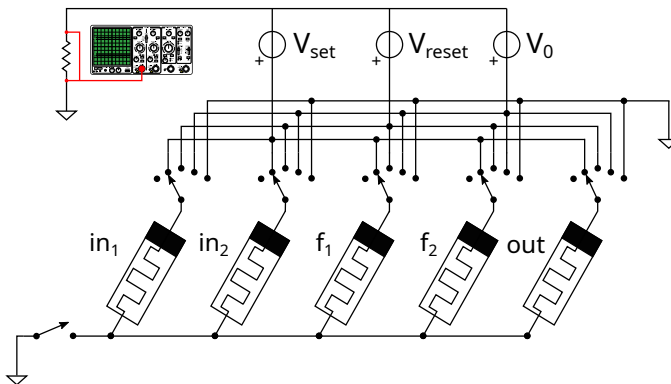 V_set V_reset V_0
+ + +
in_1 in_2 f_1 f_2 out